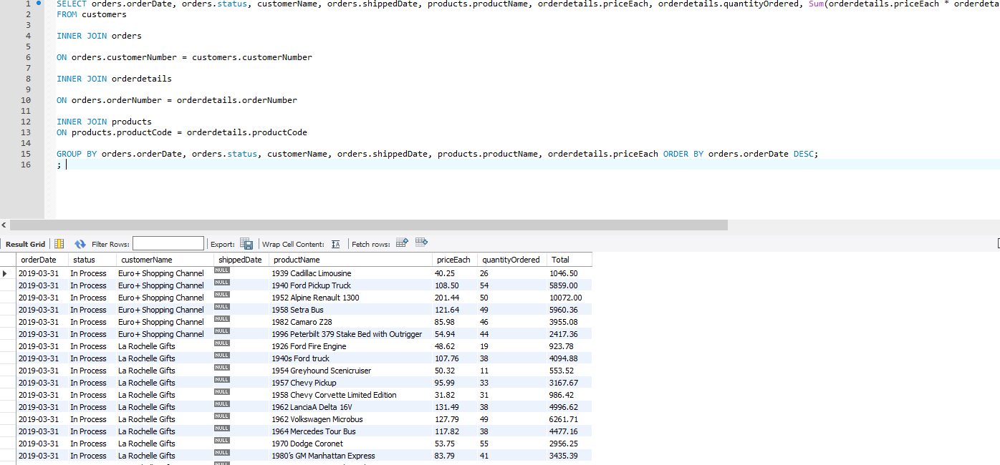 1 SELECT orders.orderDate, orders.status, customerName, orders.shippedDate, products.productName, orderdetails.priceEach, orderdetails.quantityOrdered, Sum(orderdetails.priceEach * orderdeta
2 FROM customers
3
4 INNER JOIN orders
5
6 ON orders.customerNumber = customers.customerNumber
7
8 INNER JOIN orderdetails
9
10 ON orders.orderNumber = orderdetails.orderNumber
11
12 INNER JOIN products
13 ON products.productCode = orderdetails.productCode
14
15 GROUP BY orders.orderDate, orders.status, customerName, orders.shippedDate, products.productName, orderdetails.priceEach ORDER BY orders.orderDate DESC;
16 ;
Result Grid Filter Rows: Export: Wrap Cell Content: IA Fetch rows:
orderDate status customerName shippedDate productName priceEach quantityOrdered Total
2019-03-31 In Process Euro+ Shopping Channel NULL 1939 Cadillac Limousine 40.25 26 1046.50
2019-03-31 In Process Euro+ Shopping Channel NULL 1940 Ford Pickup Truck 108.50 54 5859.00
2019-03-31 In Process Euro+ Shopping Channel NULL 1952 Alpine Renault 1300 201.44 50 10072.00
2019-03-31 In Process Euro+ Shopping Channel NULL 1958 Setra Bus 121.64 49 5960.36
2019-03-31 In Process Euro+ Shopping Channel NULL 1982 Camaro Z28 85.98 46 3955.08
2019-03-31 In Process Euro+ Shopping Channel NULL 1996 Peterbilt 379 Stake Bed with Outrigger 54.94 44 2417.36
2019-03-31 In Process La Rochelle Gifts NULL 1926 Ford Fire Engine 48.62 19 923.78
2019-03-31 In Process La Rochelle Gifts NULL 1940s Ford truck 107.76 38 4094.88
2019-03-31 In Process La Rochelle Gifts NULL 1954 Greyhound Scenicruiser 50.32 11 553.52
2019-03-31 In Process La Rochelle Gifts NULL 1957 Chevy Pickup 95.99 33 3167.67
2019-03-31 In Process La Rochelle Gifts NULL 1958 Chevy Corvette Limited Edition 31.82 31 986.42
2019-03-31 In Process La Rochelle Gifts NULL 1962 LanciaA Delta 16V 131.49 38 4996.62
2019-03-31 In Process La Rochelle Gifts NULL 1962 Volkswagen Microbus 127.79 49 6261.71
2019-03-31 In Process La Rochelle Gifts NULL 1964 Mercedes Tour Bus 117.82 38 4477.16
2019-03-31 In Process La Rochelle Gifts NULL 1970 Dodge Coronet 53.75 55 2956.25
2019-03-31 In Process La Rochelle Gifts NULL 1980's GM Manhattan Express 83.79 41 3435.39